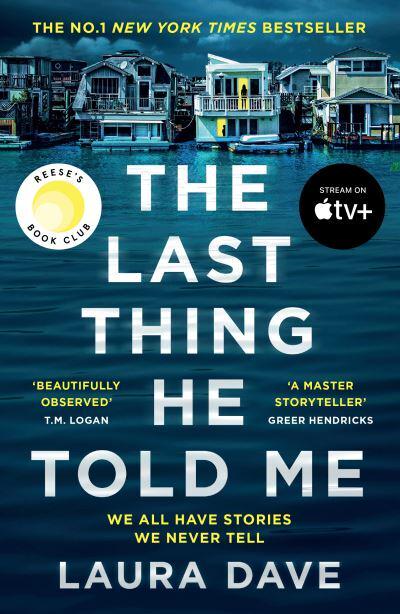 THE NO.1 NEW YORK TIMES BESTSELLER
REESE'S
BOOK CLUB
STREAM ON
tv+
THE
LAST
THING
HE
TOLD ME
'BEAUTIFULLY
OBSERVED'
T.M. LOGAN
'A MASTER
STORYTELLER'
GREER HENDRICKS
WE ALL HAVE STORIES
WE NEVER TELL
LAURA DAVE